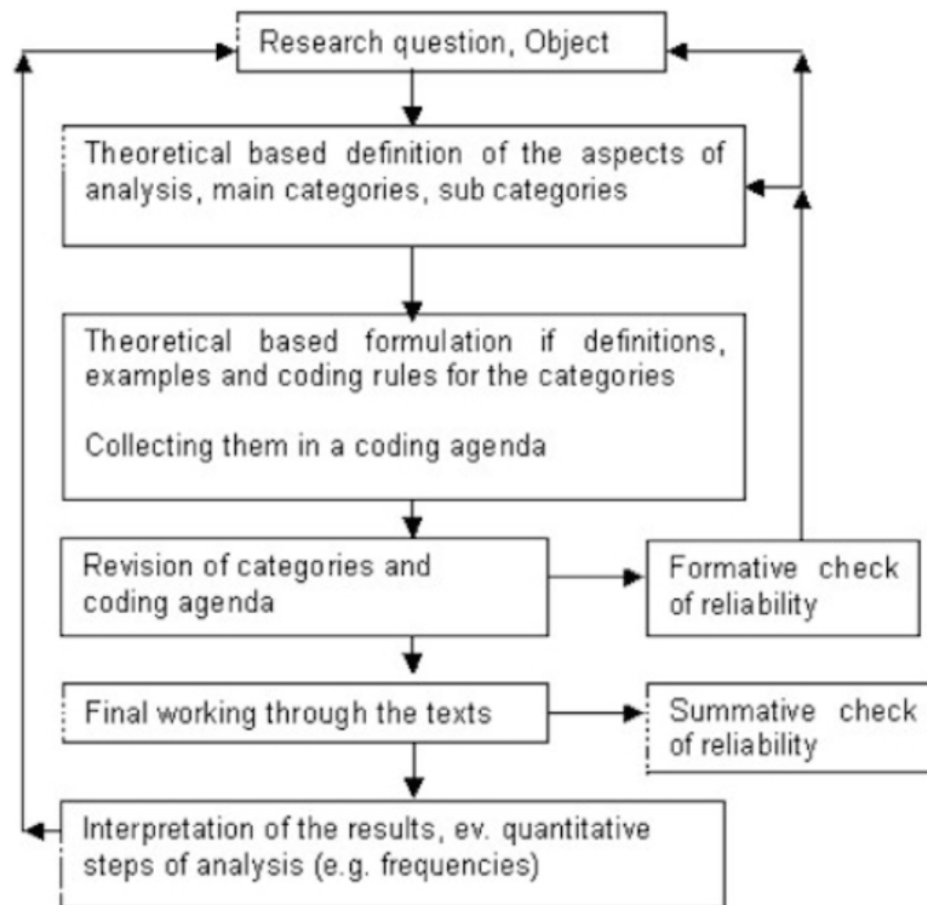 Research question, Object
Theoretical based definition of the aspects of
analysis, main categories, sub categories
Theoretical based formulation if definitions,
examples and coding rules for the categories
Collecting them in a coding agenda
Revision of categories and
coding agenda
Formative check
of reliability
Final working through the texts
Summative check
of reliability
Interpretation of the results, ev. quantitative
steps of analysis (e.g. frequencies)